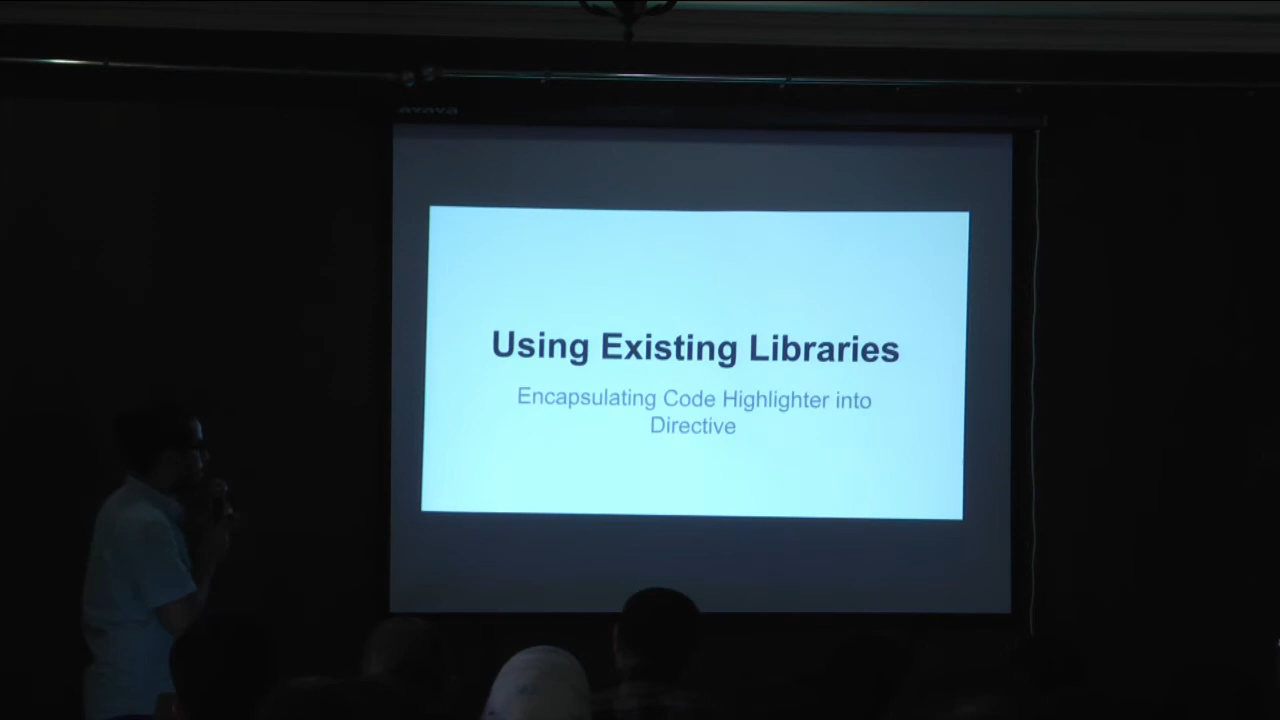 Using Existing Libraries
Encapsulating Code Highlighter into
Directive